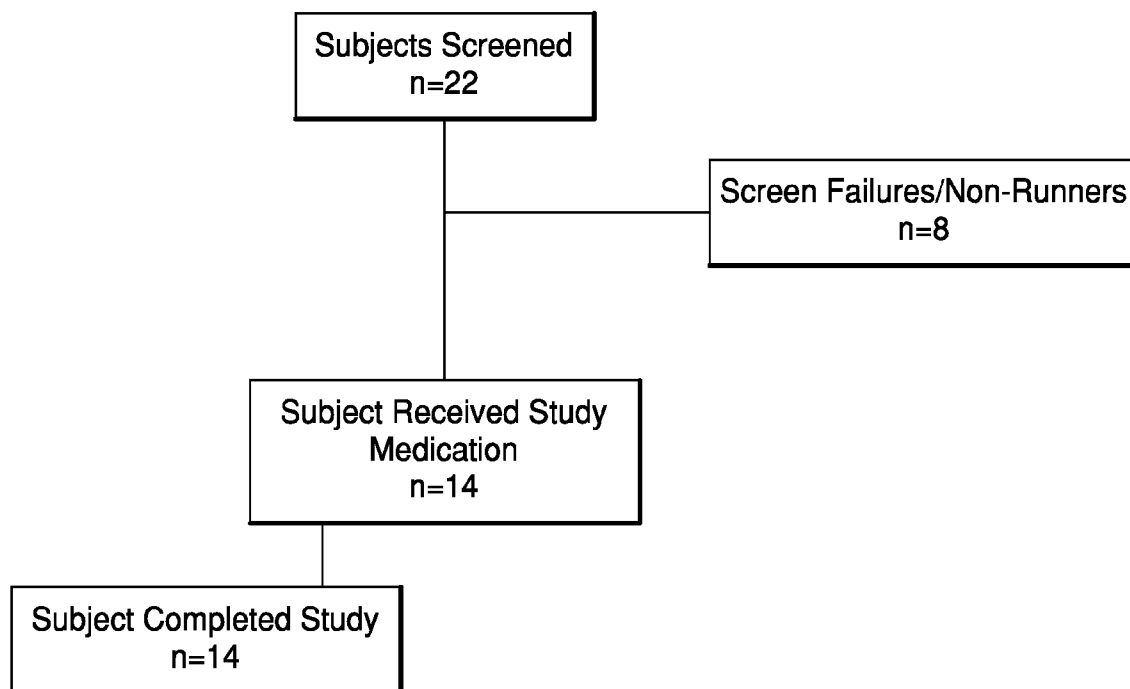 Subjects Screened
n=22
Screen Failures/Non-Runners
n=8
Subject Received Study
Medication
n=14
Subject Completed Study
n=14